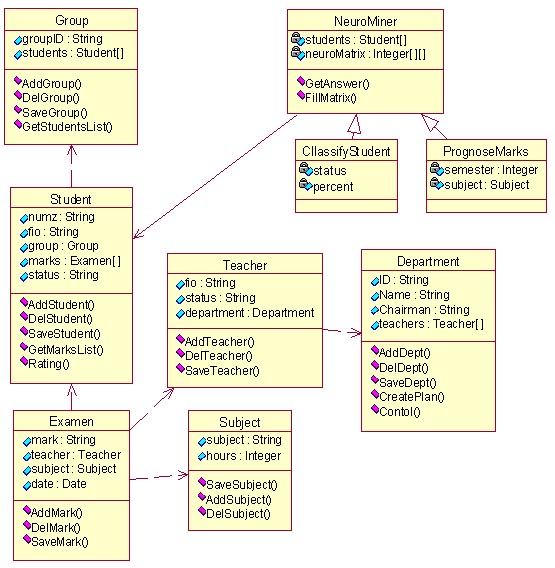 Group
groupID : String
students : Student[]
AddGroup()
DelGroup()
SaveGroup()
GetStudentsList()
NeuroMiner
students : Student[]
neuroMatrix : Integer[][]
GetAnswer()
FillMatrix()
CllassifyStudent
status
percent
PrognoseMarks
semester : Integer
subject : Subject
Student
numz : String
fio : String
group : Group
marks : Examen[]
status : String
AddStudent()
DelStudent()
SaveStudent()
GetMarksList()
Rating()
Teacher
fio : String
status : String
department : Department
AddTeacher()
DelTeacher()
SaveTeacher()
Department
ID : String
Name : String
Chairman : String
teachers : Teacher[]
AddDept()
DelDept()
SaveDept()
CreatePlan()
Contol()
Examen
mark : String
teacher : Teacher
subject : Subject
date : Date
AddMark()
DelMark()
SaveMark()
Subject
subject : String
hours : Integer
SaveSubject()
AddSubject()
DelSubject()